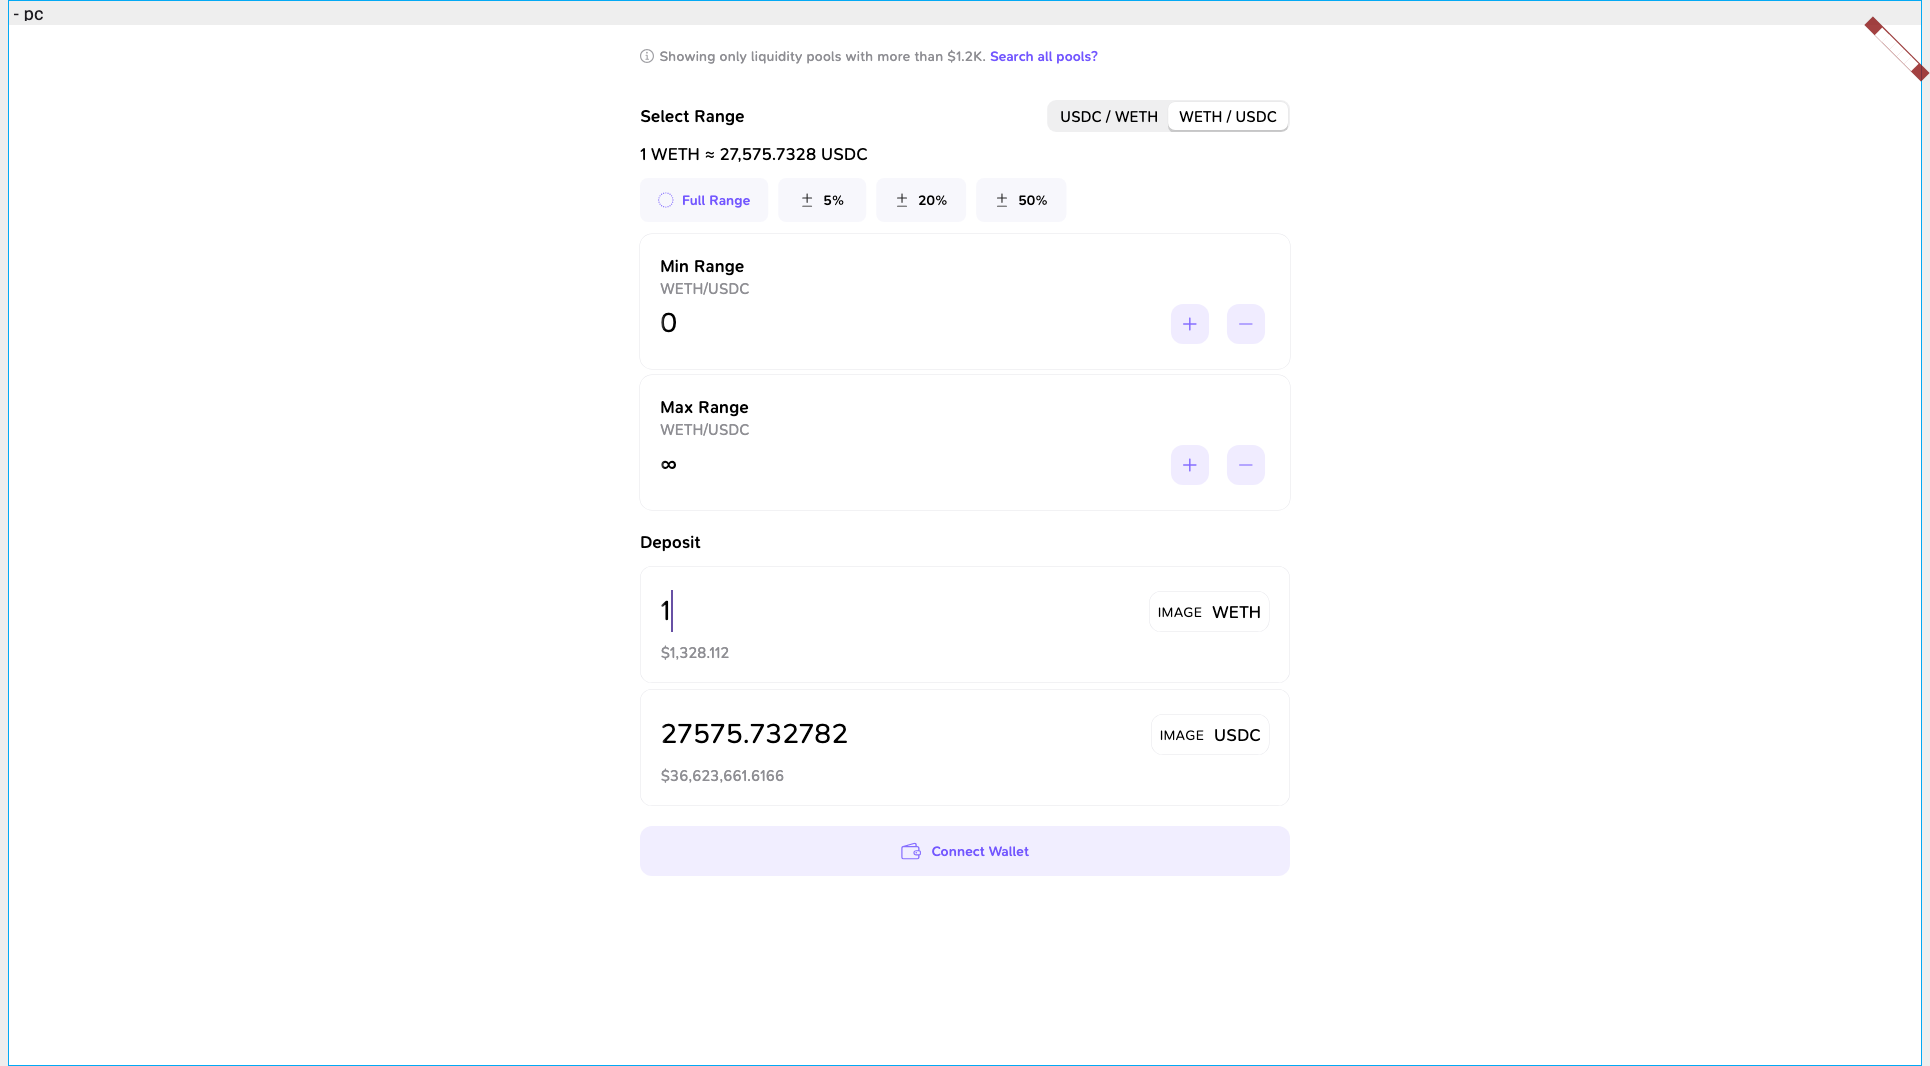 - pc
Showing only liquidity pools with more than $1.2K. Search all pools?
Select Range
USDC / WETH
WETH / USDC
1 WETH ≈ 27,575.7328 USDC
Full Range
± 5%
± 20%
± 50%
Min Range
WETH/USDC
0
+
−
Max Range
WETH/USDC
∞
+
−
Deposit
1
IMAGE WETH
$1,328.112
27575.732782
IMAGE USDC
$36,623,661.6166
Connect Wallet